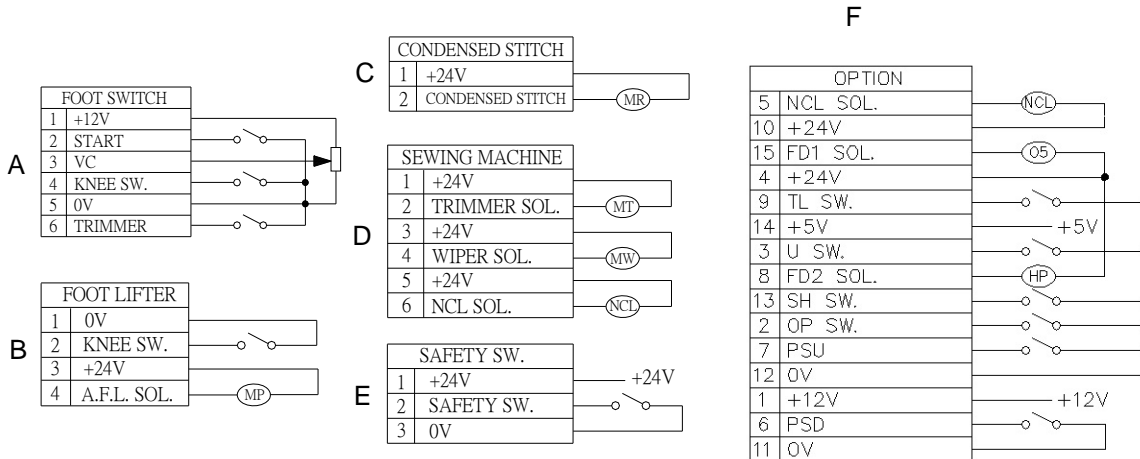 A
FOOT SWITCH
1 +12V
2 START
3 VC
4 KNEE SW.
5 0V
6 TRIMMER
B
FOOT LIFTER
1 0V
2 KNEE SW.
3 +24V
4 A.F.L. SOL. MP
C
CONDENSED STITCH
1 +24V
2 CONDENSED STITCH MR
D
SEWING MACHINE
1 +24V
2 TRIMMER SOL. MT
3 +24V
4 WIPER SOL. MW
5 +24V
6 NCL SOL. NCL
E
SAFETY SW.
1 +24V +24V
2 SAFETY SW.
3 0V
F
OPTION
5 NCL SOL. NCL
10 +24V
15 FD1 SOL. O5
4 +24V
9 TL SW.
14 +5V +5V
3 U SW.
8 FD2 SOL. HP
13 SH SW.
2 OP SW.
7 PSU
12 0V
1 +12V +12V
6 PSD
11 0V